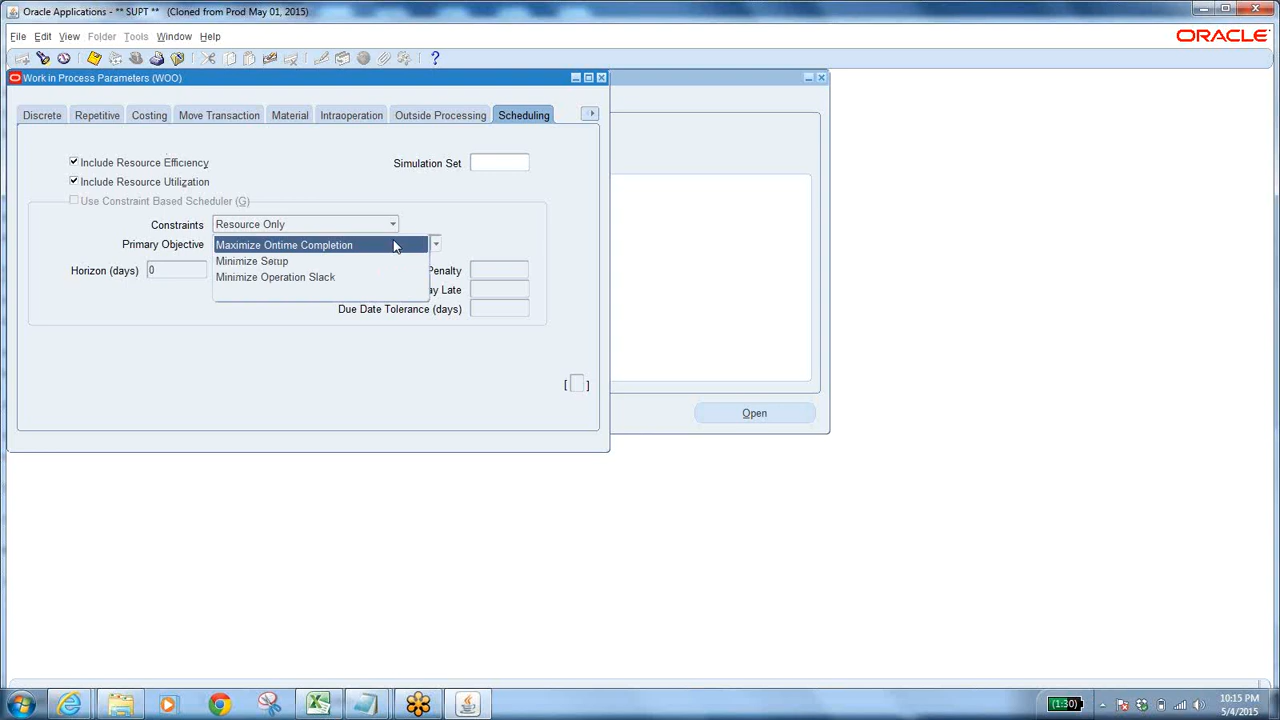 Oracle Applications - ** SUPT ** (Cloned from Prod May 01, 2015)
File Edit View Folder Tools Window Help
ORACLE
Work in Process Parameters (WOO)
Discrete Repetitive Costing Move Transaction Material Intraoperation Outside Processing Scheduling
Include Resource Efficiency
Simulation Set
Include Resource Utilization
Use Constraint Based Scheduler (G)
Constraints Resource Only
Primary Objective Maximize Ontime Completion
Minimize Setup
Horizon (days) 0 Minimize Operation Slack Penalty
ay Late
Due Date Tolerance (days)
[ ]
Open
(1:30)
10:15 PM
5/4/2015